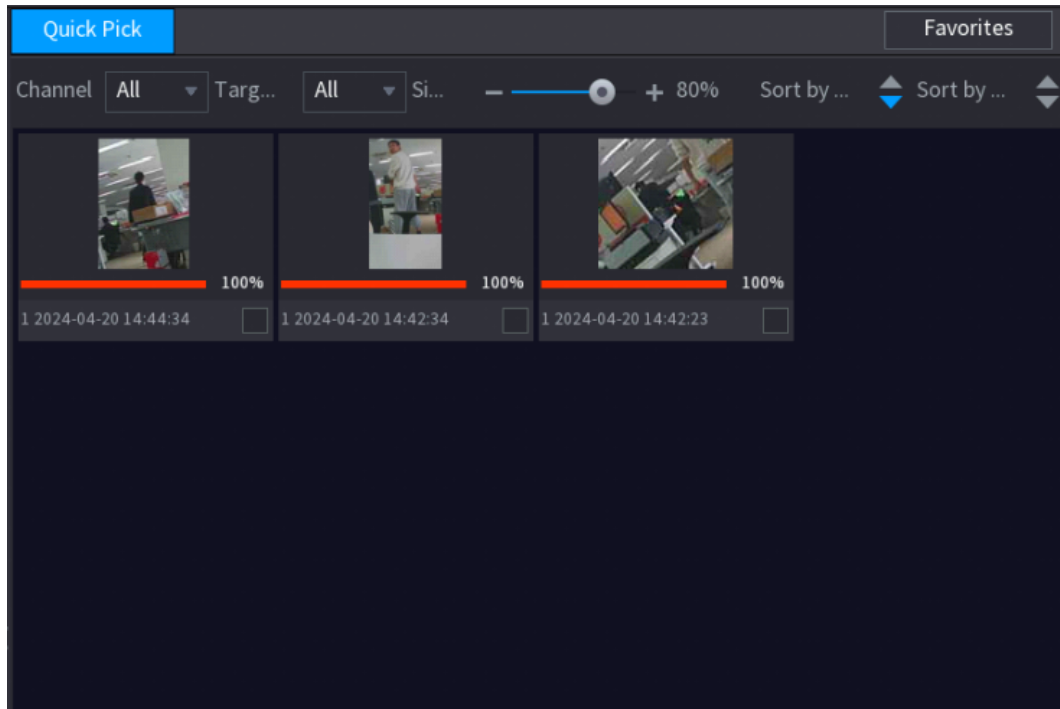 Quick Pick Favorites
Channel All Targ... All Si... 80% Sort by ... Sort by ...
100% 100% 100%
1 2024-04-20 14:44:34 1 2024-04-20 14:42:34 1 2024-04-20 14:42:23